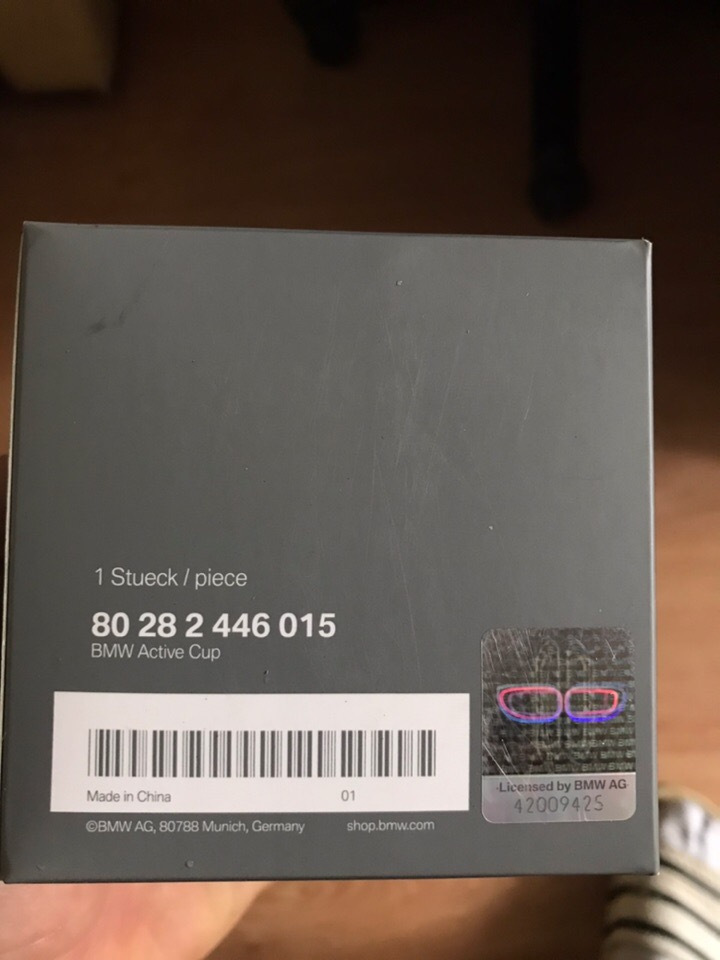 1 Stueck / piece
80 28 2 446 015
BMW Active Cup
Made in China 01
©BMW AG, 80788 Munich, Germany shop.bmw.com
Licensed by BMW AG
42009425